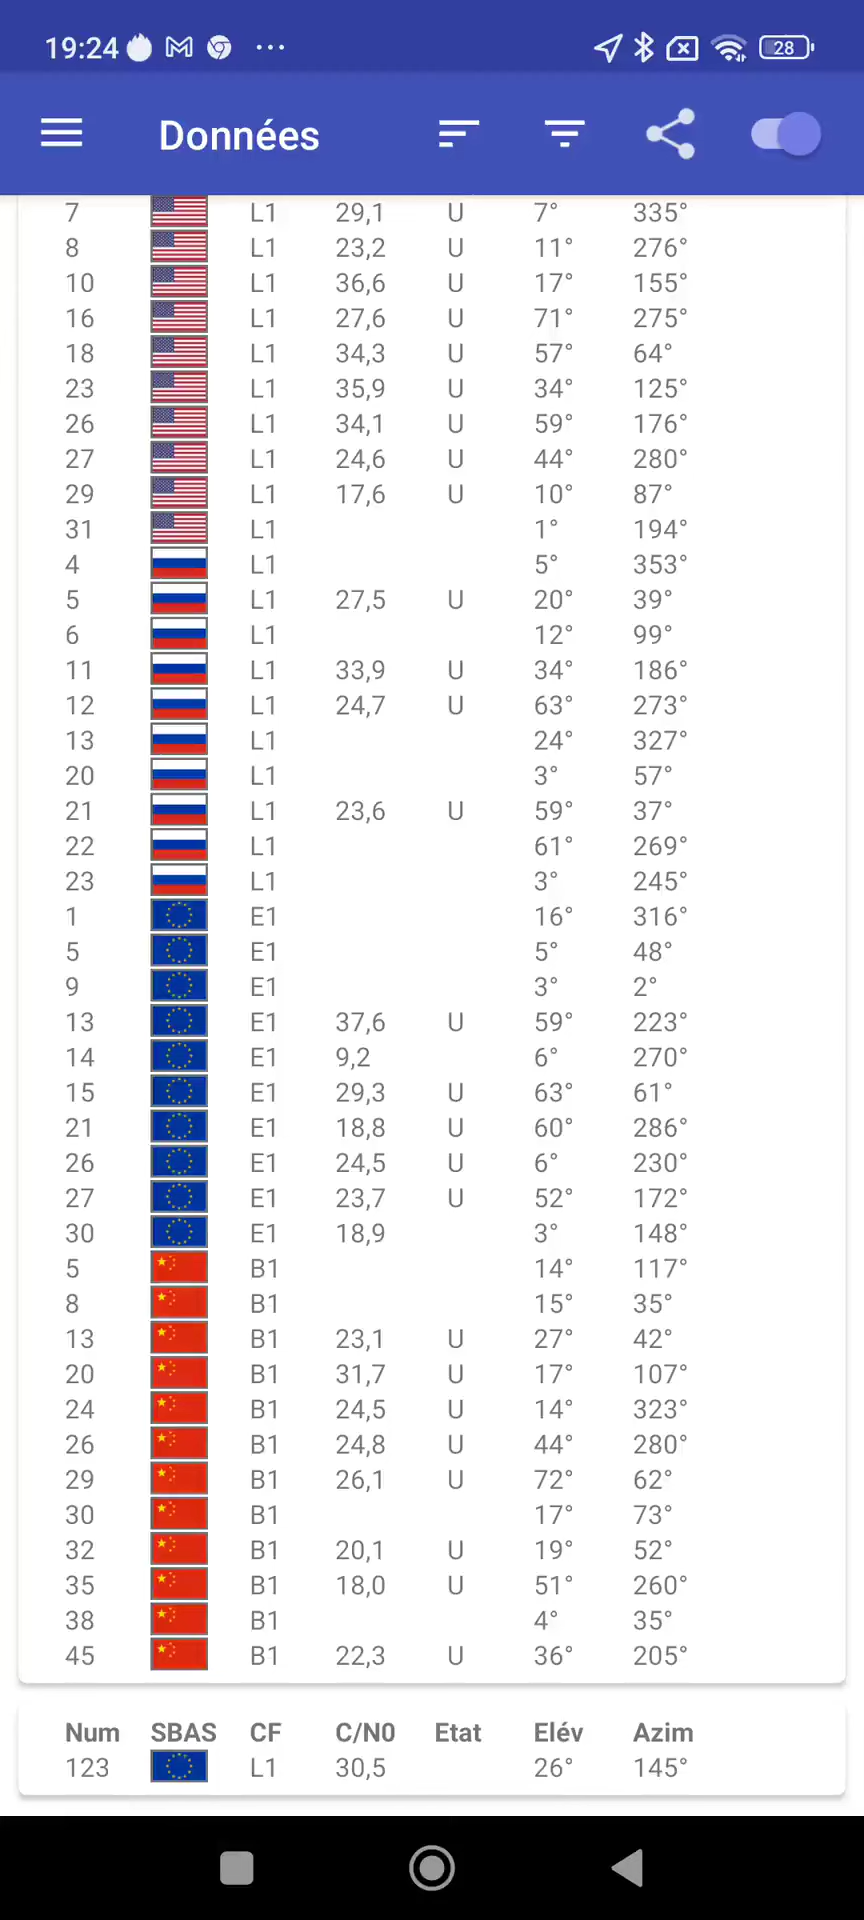 19:24 28
Données
7 L1 29,1 U 7° 335°
8 L1 23,2 U 11° 276°
10 L1 36,6 U 17° 155°
16 L1 27,6 U 71° 275°
18 L1 34,3 U 57° 64°
23 L1 35,9 U 34° 125°
26 L1 34,1 U 59° 176°
27 L1 24,6 U 44° 280°
29 L1 17,6 U 10° 87°
31 L1 1° 194°
4 L1 5° 353°
5 L1 27,5 U 20° 39°
6 L1 12° 99°
11 L1 33,9 U 34° 186°
12 L1 24,7 U 63° 273°
13 L1 24° 327°
20 L1 3° 57°
21 L1 23,6 U 59° 37°
22 L1 61° 269°
23 L1 3° 245°
1 E1 16° 316°
5 E1 5° 48°
9 E1 3° 2°
13 E1 37,6 U 59° 223°
14 E1 9,2 6° 270°
15 E1 29,3 U 63° 61°
21 E1 18,8 U 60° 286°
26 E1 24,5 U 6° 230°
27 E1 23,7 U 52° 172°
30 E1 18,9 3° 148°
5 B1 14° 117°
8 B1 15° 35°
13 B1 23,1 U 27° 42°
20 B1 31,7 U 17° 107°
24 B1 24,5 U 14° 323°
26 B1 24,8 U 44° 280°
29 B1 26,1 U 72° 62°
30 B1 17° 73°
32 B1 20,1 U 19° 52°
35 B1 18,0 U 51° 260°
38 B1 4° 35°
45 B1 22,3 U 36° 205°
Num SBAS CF C/N0 Etat Elév Azim
123 L1 30,5 26° 145°